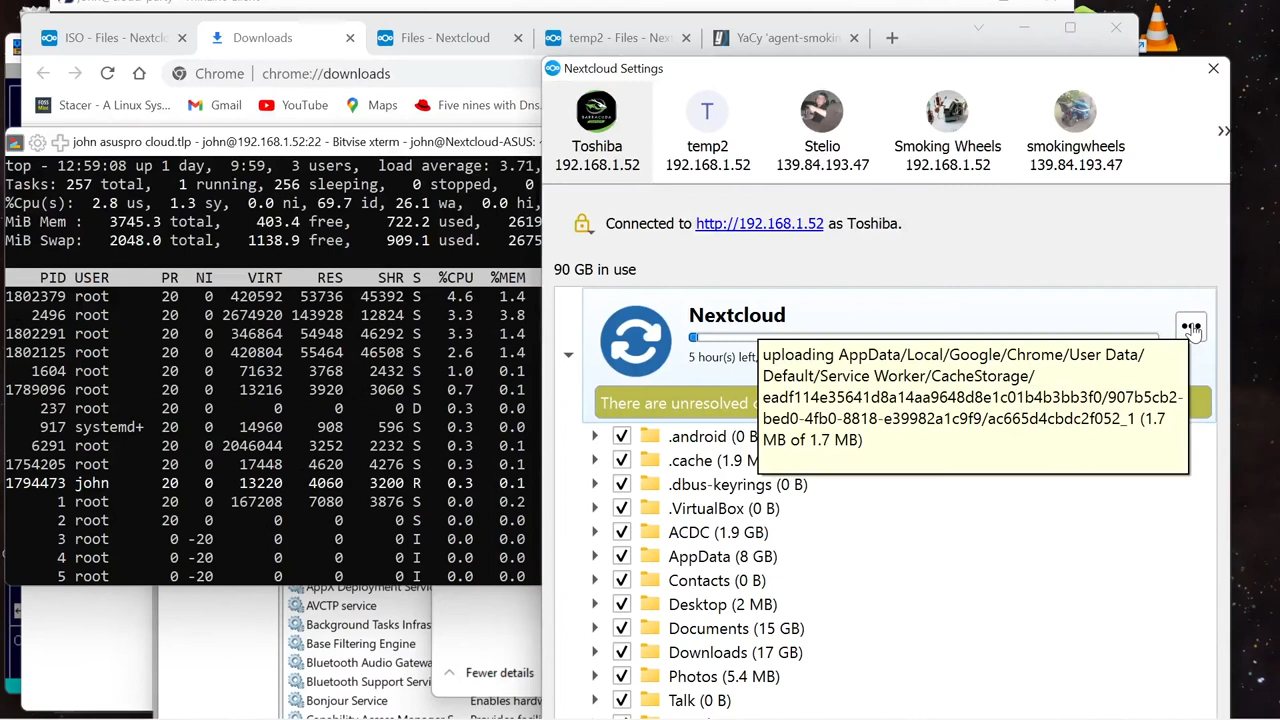 ISO - Files - Nextclo
Downloads
Files - Nextcloud
temp2 - Files - Nex
YaCy 'agent-smokin
Chrome
chrome://downloads
Stacer - A Linux Sys...
Gmail
YouTube
Maps
Five nines with Dns.
john asuspro cloud.tlp - john@192.168.1.52:22 - Bitvise xterm - john@Nextcloud-ASUS:
top - 12:59:08 up 1 day, 9:59, 3 users, load average: 3.71,
Tasks: 257 total, 1 running, 256 sleeping, 0 stopped, 0
%Cpu(s): 2.8 us, 1.3 sy, 0.0 ni, 69.7 id, 26.1 wa, 0.0 hi,
MiB Mem : 3745.3 total, 403.4 free, 722.2 used, 2619
MiB Swap: 2048.0 total, 1138.9 free, 909.1 used. 2675
PID USER PR NI VIRT RES SHR S %CPU %MEM
1802379 root 20 0 420592 53736 45392 S 4.6 1.4
2496 root 20 0 2674920 143928 12824 S 3.3 3.8
1802291 root 20 0 346864 54948 46292 S 3.3 1.4
1802125 root 20 0 420804 55464 46508 S 2.6 1.4
1604 root 20 0 71632 3768 2432 S 1.0 0.1
1789096 root 20 0 13216 3920 3060 S 0.7 0.1
237 root 20 0 0 0 0 D 0.3 0.0
917 systemd+ 20 0 14960 908 596 S 0.3 0.0
6291 root 20 0 2046044 3252 2232 S 0.3 0.1
1754205 root 20 0 17448 4620 4276 S 0.3 0.1
1794473 john 20 0 13220 4060 3200 R 0.3 0.1
1 root 20 0 167208 7080 3876 S 0.0 0.2
2 root 20 0 0 0 0 S 0.0 0.0
3 root 0 -20 0 0 0 I 0.0 0.0
4 root 0 -20 0 0 0 I 0.0 0.0
5 root 0 -20 0 0 0 I 0.0 0.0
AVCTP service
Background Tasks Infras
Base Filtering Engine
Bluetooth Audio Gatewa
Bluetooth Support Servi
Bonjour Service
Fewer details
Enables hardw
Nextcloud Settings
Toshiba
192.168.1.52
temp2
192.168.1.52
Stelio
139.84.193.47
Smoking Wheels
192.168.1.52
smokingwheels
139.84.193.47
Connected to http://192.168.1.52 as Toshiba.
90 GB in use
Nextcloud
5 hour(s) left,
There are unresolved
uploading AppData/Local/Google/Chrome/User Data/
Default/Service Worker/CacheStorage/
eadf114e35641d8a14aa9648d8e1c01b4b3bb3f0/907b5cb2-
bed0-4fb0-8818-e39982a1c9f9/ac665d4cbdc2f052_1 (1.7
MB of 1.7 MB)
.android (0 B
.cache (1.9 M
.dbus-keyrings (0 B)
.VirtualBox (0 B)
ACDC (1.9 GB)
AppData (8 GB)
Contacts (0 B)
Desktop (2 MB)
Documents (15 GB)
Downloads (17 GB)
Photos (5.4 MB)
Talk (0 B)